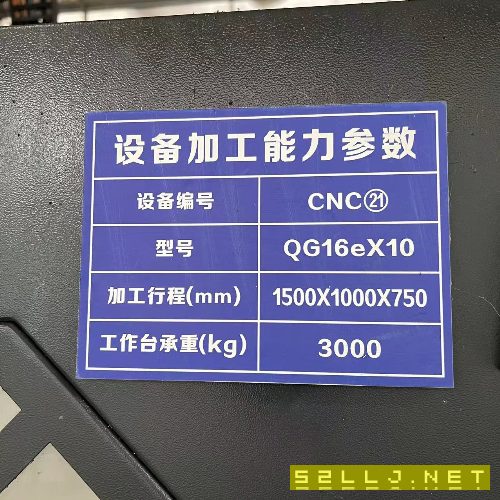 设备加工能力参数
设备编号 CNC㉑
型号 QG16eX10
加工行程(mm) 1500X1000X750
工作台承重(kg) 3000
52LLJ.NET